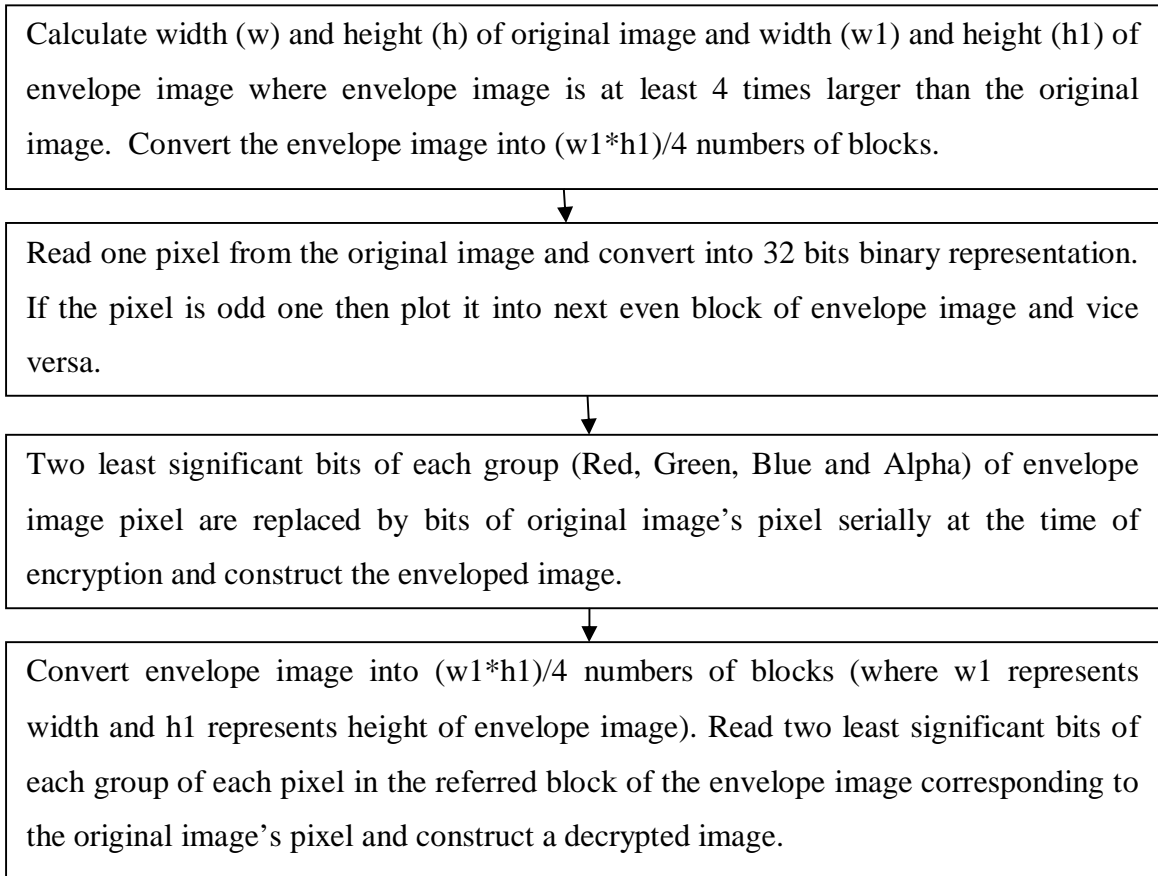 Calculate width (w) and height (h) of original image and width (w1) and height (h1) of
envelope image where envelope image is at least 4 times larger than the original
image. Convert the envelope image into (w1*h1)/4 numbers of blocks.
Read one pixel from the original image and convert into 32 bits binary representation.
If the pixel is odd one then plot it into next even block of envelope image and vice
versa.
Two least significant bits of each group (Red, Green, Blue and Alpha) of envelope
image pixel are replaced by bits of original image’s pixel serially at the time of
encryption and construct the enveloped image.
Convert envelope image into (w1*h1)/4 numbers of blocks (where w1 represents
width and h1 represents height of envelope image). Read two least significant bits of
each group of each pixel in the referred block of the envelope image corresponding to
the original image’s pixel and construct a decrypted image.